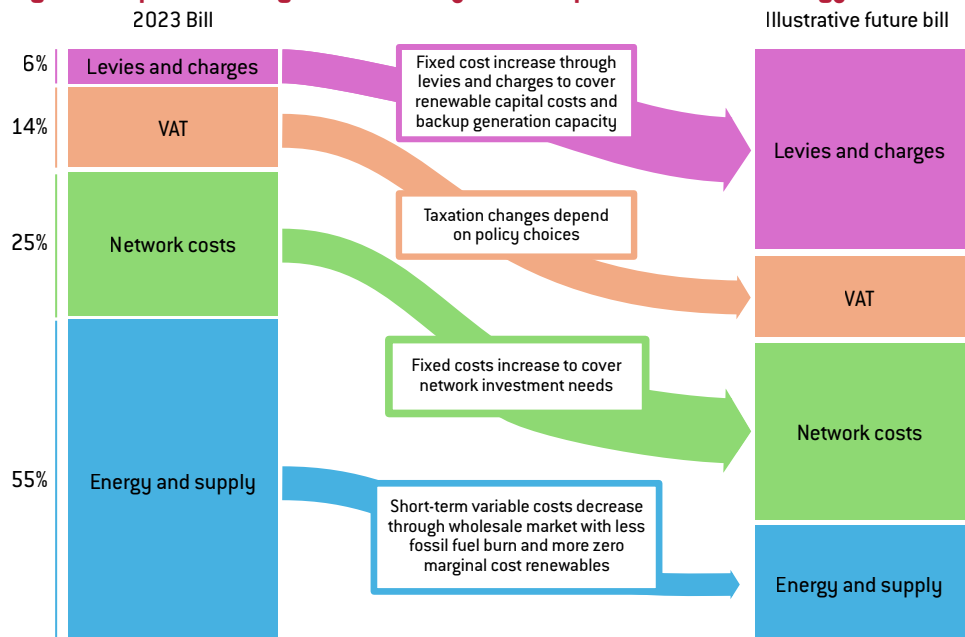 2023 Bill
Illustrative future bill
6%
Levies and charges
14%
VAT
25%
Network costs
55%
Energy and supply
Fixed cost increase through
levies and charges to cover
renewable capital costs and
backup generation capacity
Taxation changes depend
on policy choices
Fixed costs increase to cover
network investment needs
Short-term variable costs decrease
through wholesale market with less
fossil fuel burn and more zero
marginal cost renewables
Levies and charges
VAT
Network costs
Energy and supply